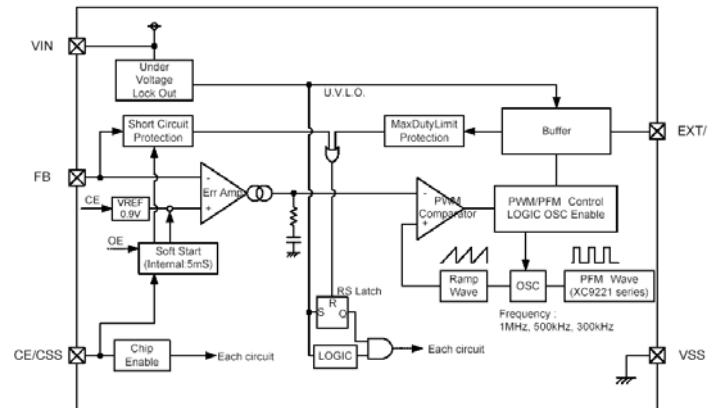 VIN
Under
Voltage
Lock Out
U.V.L.O.
Short Circuit
Protection
MaxDutyLimit
Protection
Buffer
EXT/
FB
Err Amp
PWM
Comparator
PWM/PFM Control
LOGIC OSC Enable
CE
VREF
0.9V
OE
Soft Start
(Internal:5mS)
Ramp
Wave
OSC
PFM Wave
(XC9221 series)
Frequency :
1MHz, 500kHz, 300kHz
RS Latch
R
S
Q
LOGIC
Each circuit
CE/CSS
Chip
Enable
Each circuit
VSS
-
+
-
+